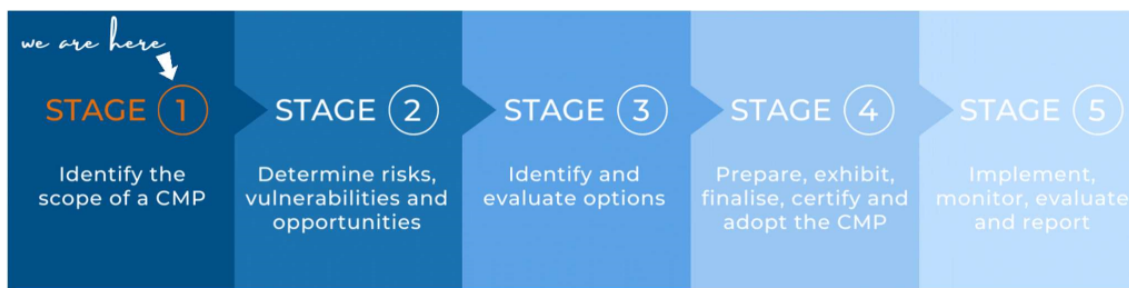 we are here
STAGE 1
Identify the
scope of a CMP
STAGE 2
Determine risks,
vulnerabilities and
opportunities
STAGE 3
Identify and
evaluate options
STAGE 4
Prepare, exhibit,
finalise, certify and
adopt the CMP
STAGE 5
Implement,
monitor, evaluate
and report